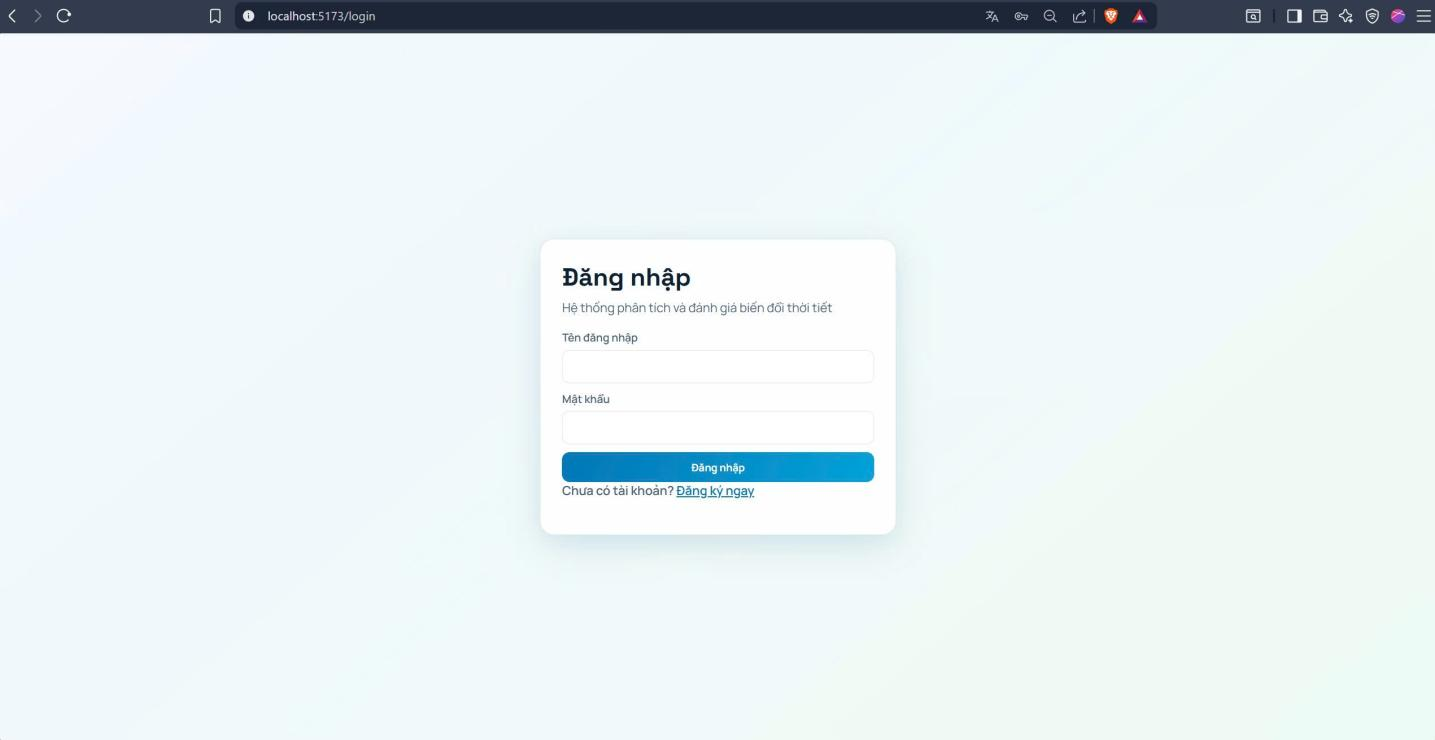 localhost:5173/login
Đăng nhập
Hệ thống phân tích và đánh giá biến đổi thời tiết
Tên đăng nhập
Mật khẩu
Đăng nhập
Chưa có tài khoản? Đăng ký ngay